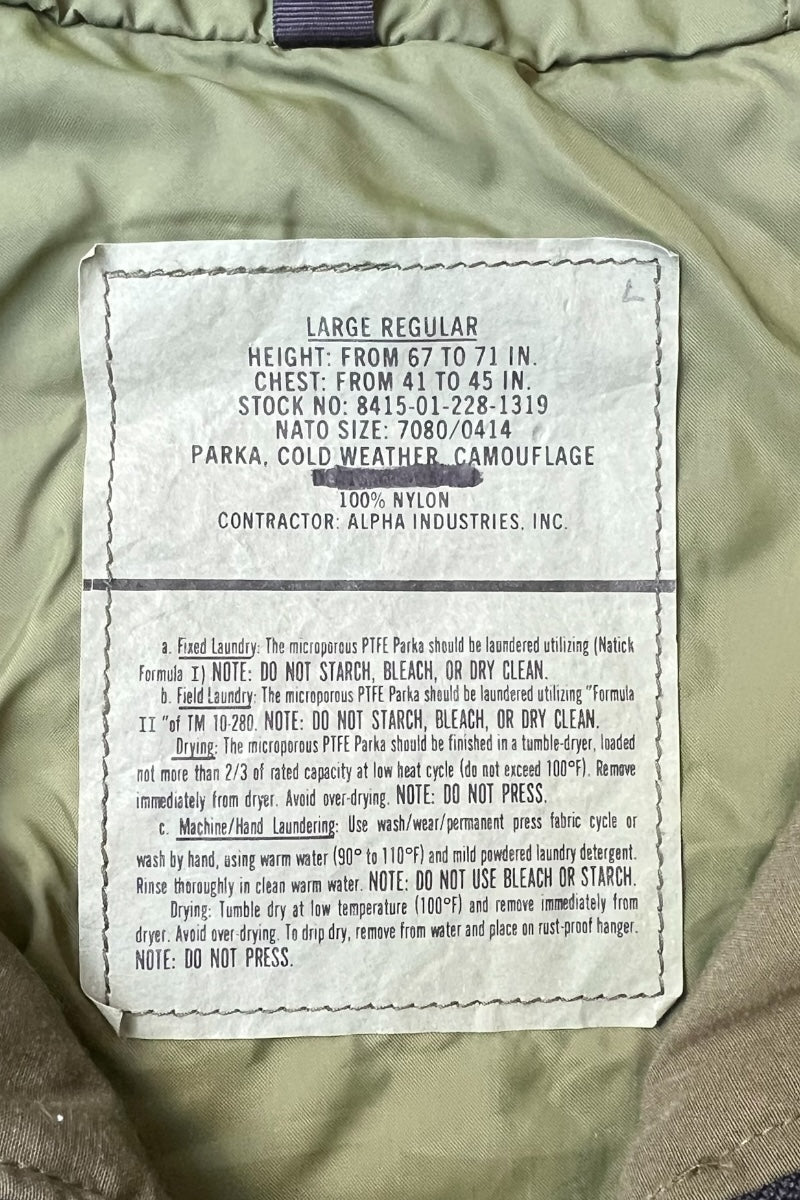 L
LARGE REGULAR
HEIGHT: FROM 67 TO 71 IN.
CHEST: FROM 41 TO 45 IN.
STOCK NO: 8415-01-228-1319
NATO SIZE: 7080/0414
PARKA, COLD WEATHER, CAMOUFLAGE
100% NYLON
CONTRACTOR: ALPHA INDUSTRIES, INC.
a. Fixed Laundry: The microporous PTFE Parka should be laundered utilizing (Natick
Formula I) NOTE: DO NOT STARCH, BLEACH, OR DRY CLEAN.
b. Field Laundry: The microporous PTFE Parka should be laundered utilizing "Formula
II "of TM 10-280. NOTE: DO NOT STARCH, BLEACH, OR DRY CLEAN.
Drying: The microporous PTFE Parka should be finished in a tumble-dryer, loaded
not more than 2/3 of rated capacity at low heat cycle (do not exceed 100°F). Remove
immediately from dryer. Avoid over-drying. NOTE: DO NOT PRESS.
c. Machine/Hand Laundering: Use wash/wear/permanent press fabric cycle or
wash by hand, using warm water (90° to 110°F) and mild powdered laundry detergent.
Rinse thoroughly in clean warm water. NOTE: DO NOT USE BLEACH OR STARCH.
Drying: Tumble dry at low temperature (100°F) and remove immediately from
dryer. Avoid over-drying. To drip dry, remove from water and place on rust-proof hanger.
NOTE: DO NOT PRESS.